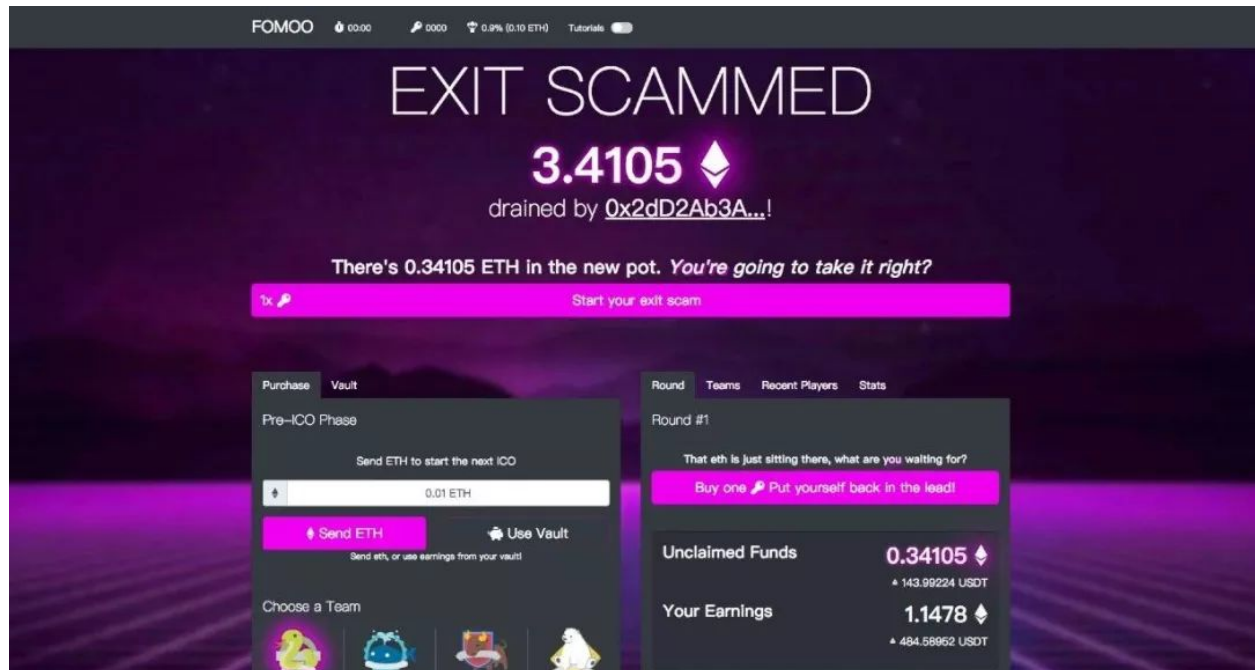 FOMOO 00:00 0000 0.9% (0.10 ETH) Tutorials
EXIT SCAMMED
3.4105
drained by 0x2dD2Ab3A...!
There's 0.34105 ETH in the new pot. You're going to take it right?
1x Start your exit scam
Purchase Vault
Pre-ICO Phase
Send ETH to start the next ICO
0.01 ETH
Send ETH Use Vault
Send eth, or use earnings from your vault!
Choose a Team
Round Teams Recent Players Stats
Round #1
That eth is just sitting there, what are you waiting for?
Buy one Put yourself back in the lead!
Unclaimed Funds 0.34105
143.99224 USDT
Your Earnings 1.1478
484.58952 USDT